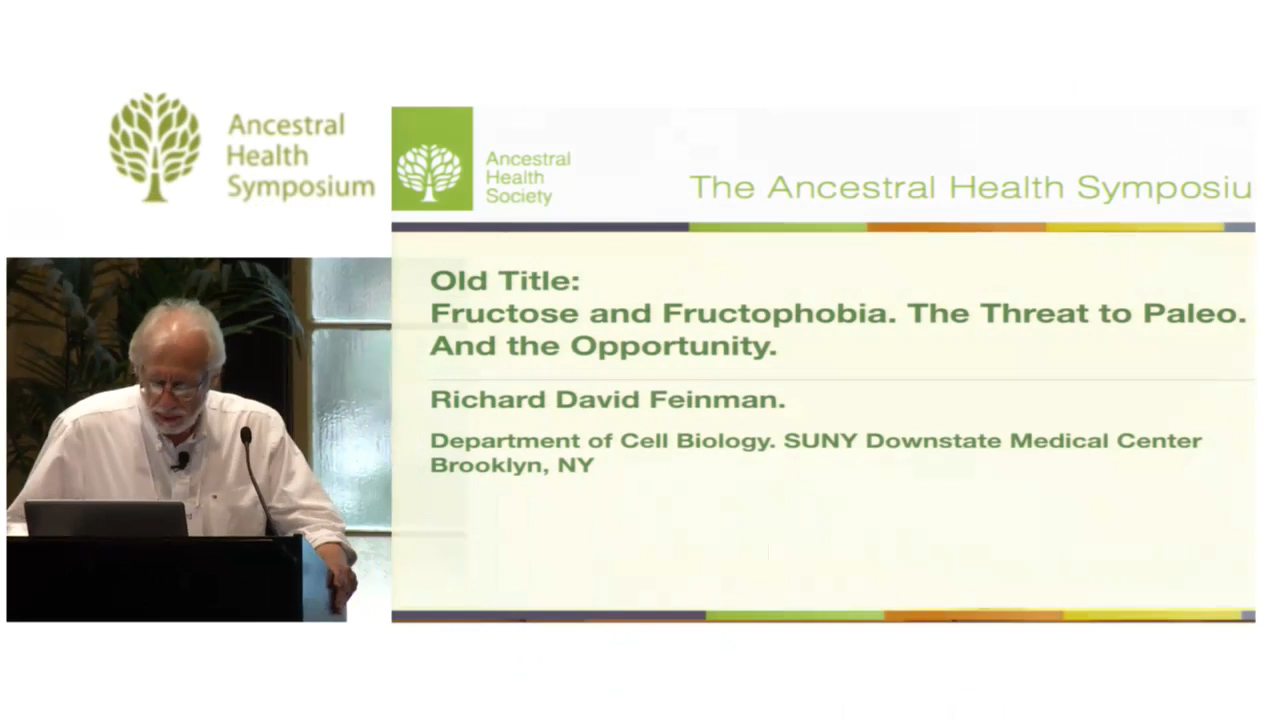 Ancestral
Health
Symposium
Ancestral
Health
Society
The Ancestral Health Symposiu
Old Title:
Fructose and Fructophobia. The Threat to Paleo.
And the Opportunity.
Richard David Feinman.
Department of Cell Biology. SUNY Downstate Medical Center
Brooklyn, NY